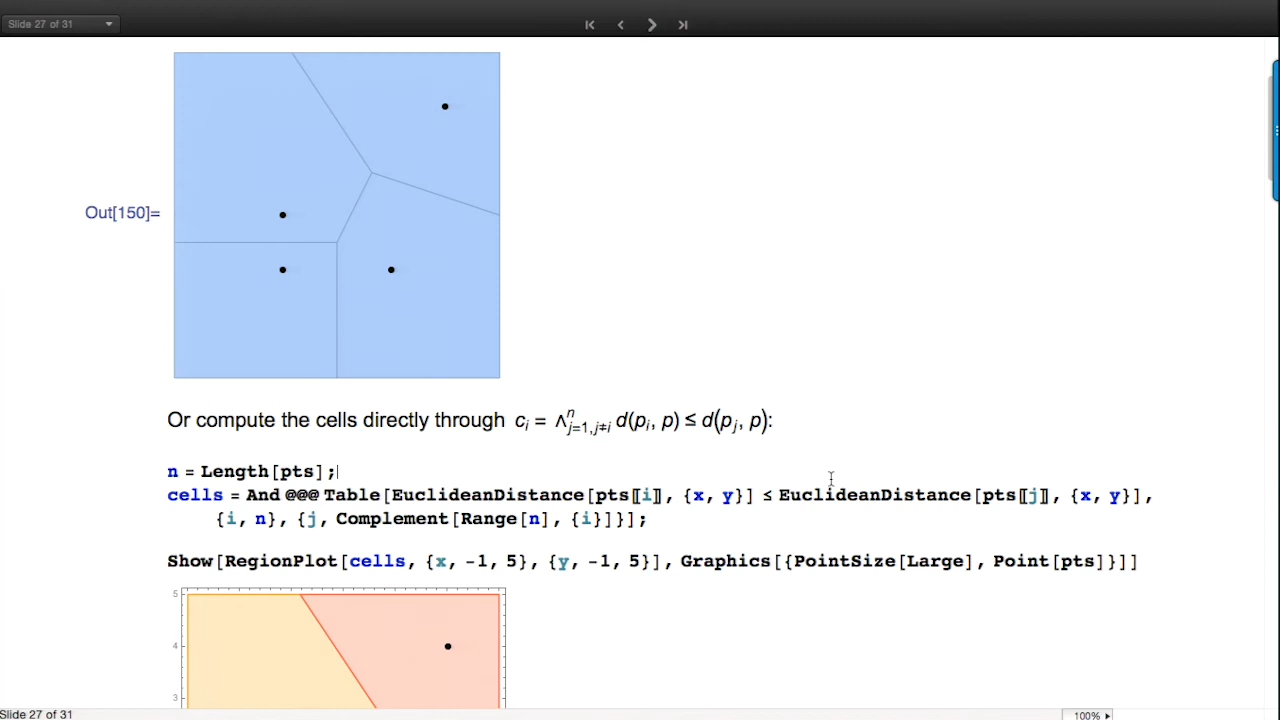 Slide 27 of 31
Out[150]=
Or compute the cells directly through c_i = ∧_{j=1,j≠i}^n d(p_i, p) ≤ d(p_j, p):
n = Length[pts];
cells = And @@@ Table[EuclideanDistance[pts[[i]], {x, y}] ≤ EuclideanDistance[pts[[j]], {x, y}],
{i, n}, {j, Complement[Range[n], {i}]}];
Show[RegionPlot[cells, {x, -1, 5}, {y, -1, 5}], Graphics[{PointSize[Large], Point[pts]}]]
5
4
3
Slide 27 of 31
100%